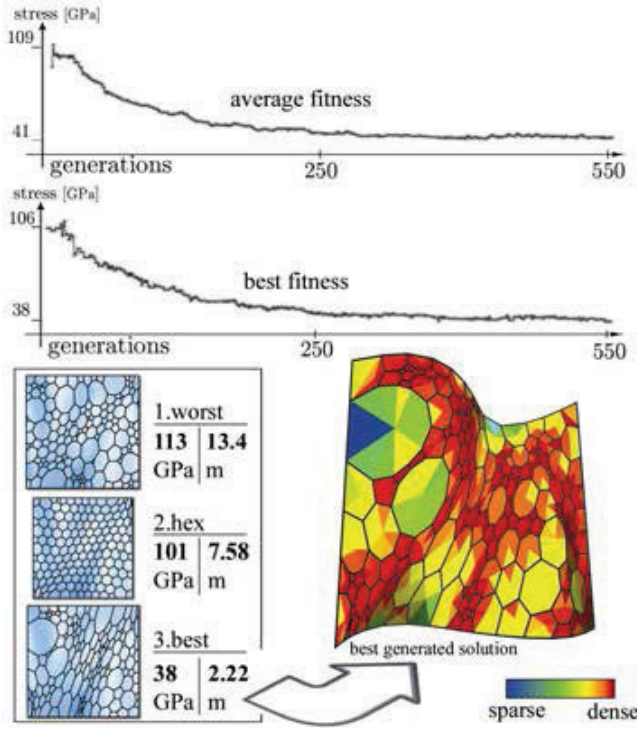 stress [GPa]
109
average fitness
41
generations
250
550
stress [GPa]
106
best fitness
38
generations
250
550
1.worst
113 13.4
GPa m
2.hex
101 7.58
GPa m
3.best
38 2.22
GPa m
best generated solution
sparse dense